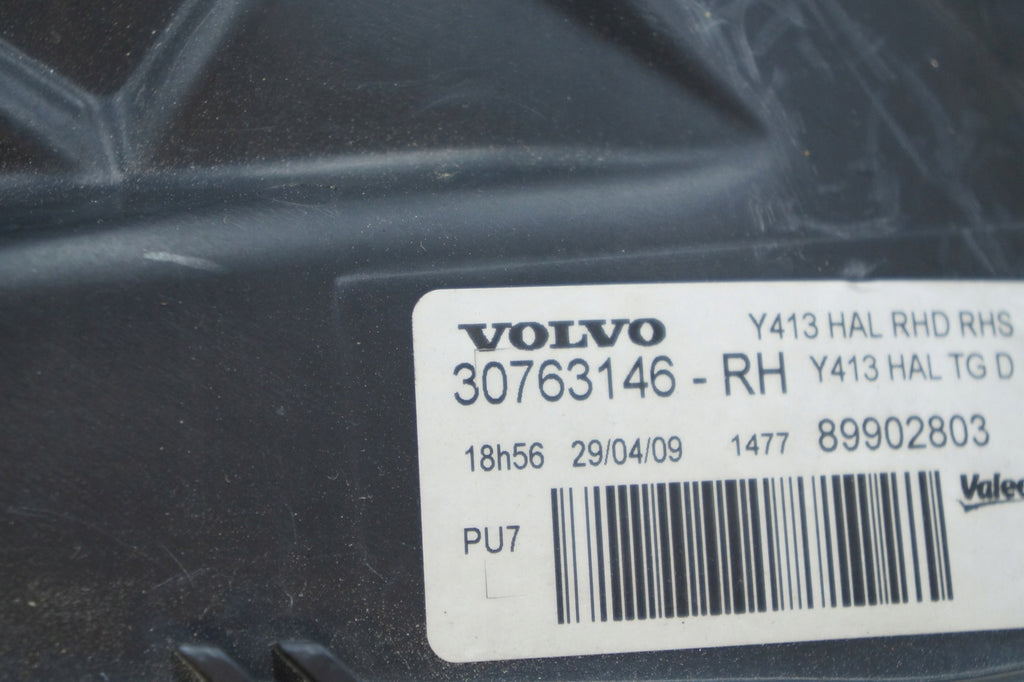 VOLVO Y413 HAL RHD RHS
30763146 - RH Y413 HAL TG D
18h56 29/04/09 1477 89902803
PU7